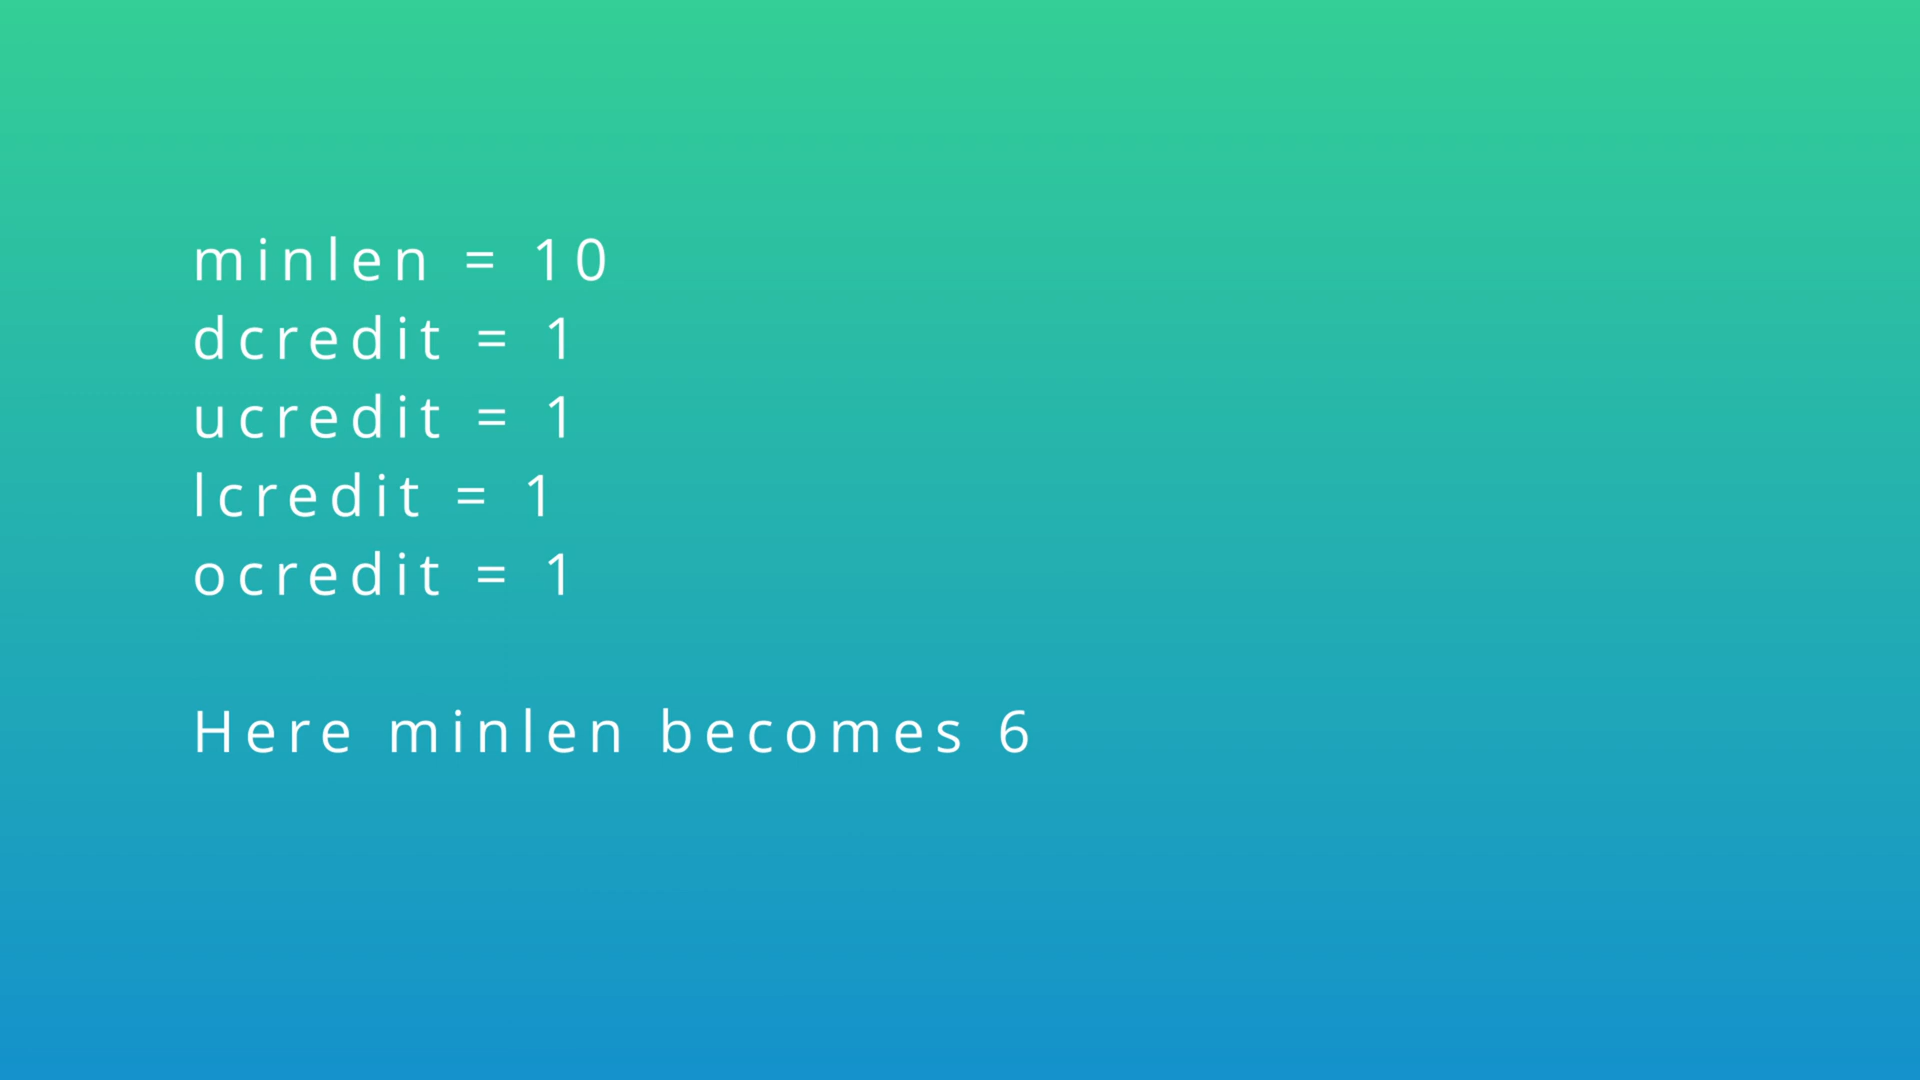 minlen = 10
dcredit = 1
ucredit = 1
lcredit = 1
ocredit = 1
Here minlen becomes 6